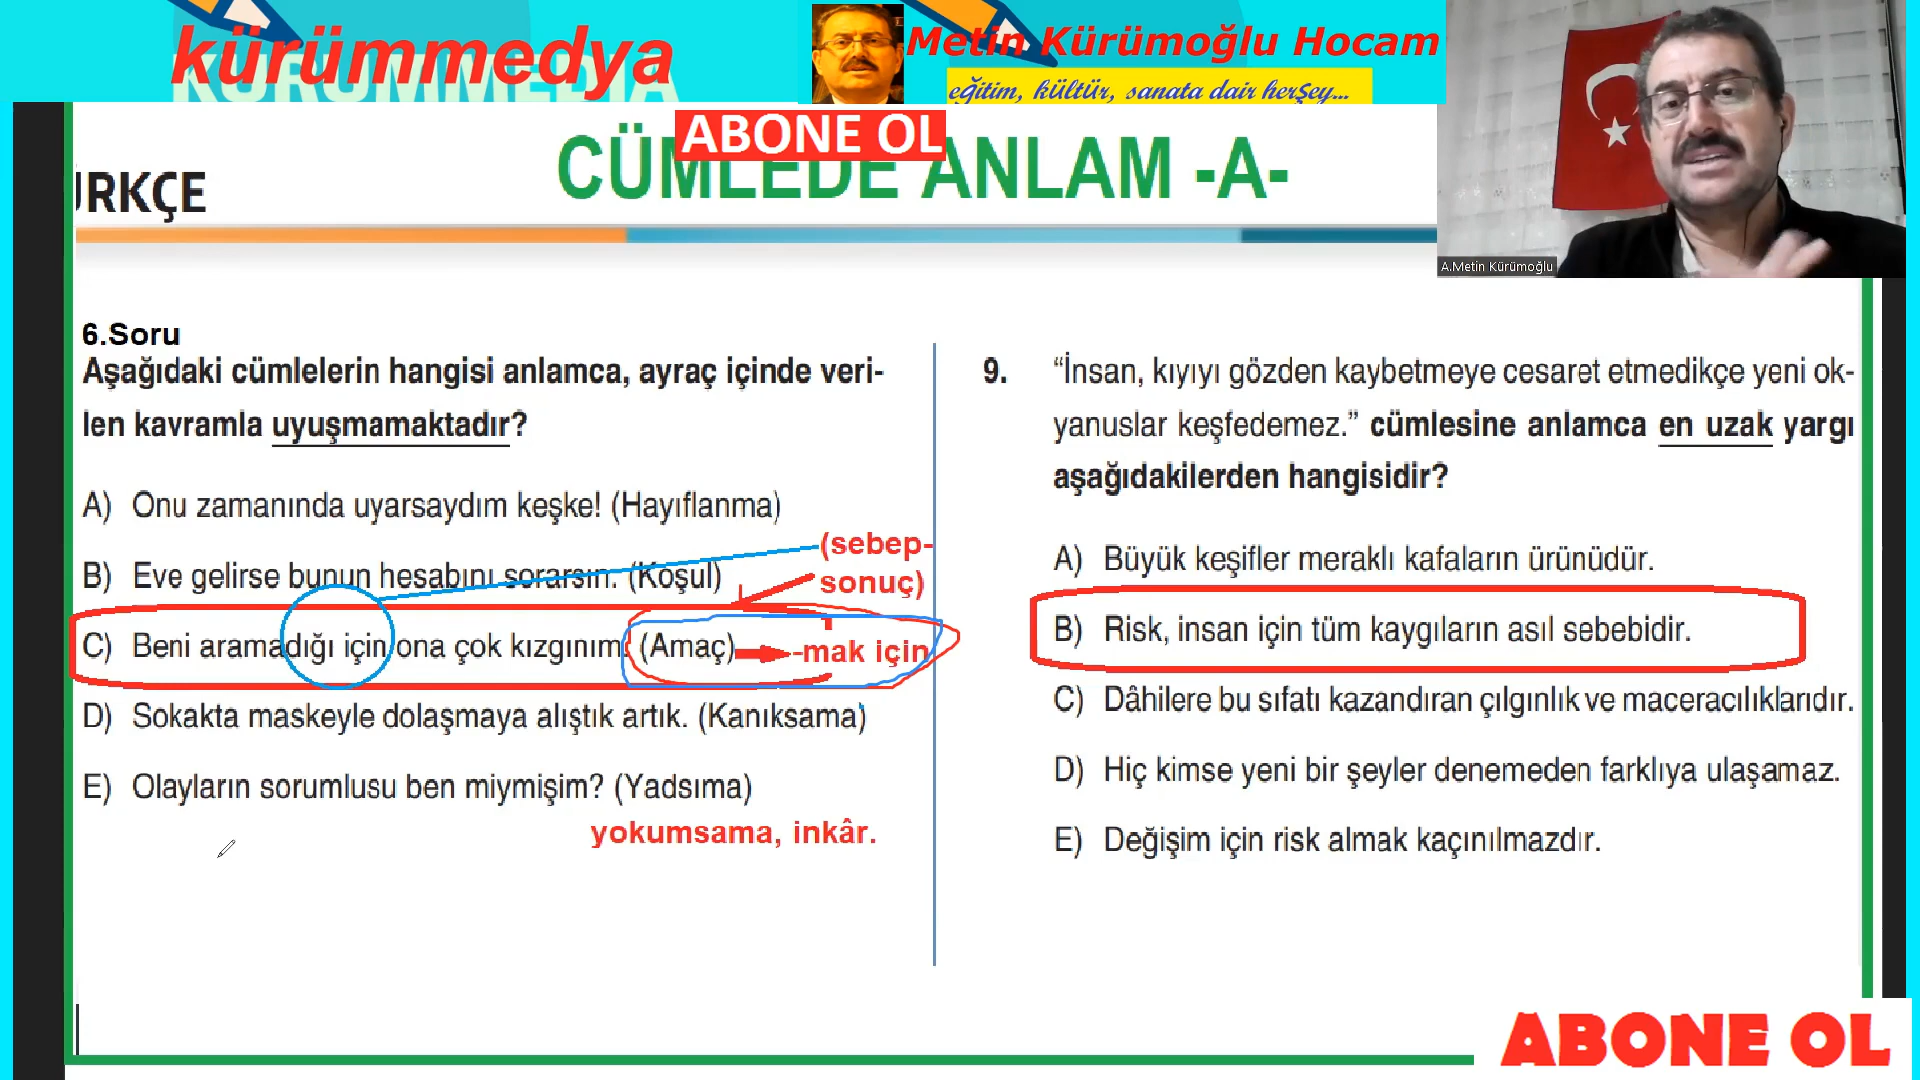 kürümmedya
KÜRÜMMEDIA
Metin Kürümoğlu Hocam
eğitim, kültür, sanata dair herşey...
ABONE OL
CÜMLEDE ANLAM -A-
ÜRKÇE
A.Metin Kürümoğlu
6.Soru
Aşağıdaki cümlelerin hangisi anlamca, ayraç içinde veri-
len kavramla uyuşmamaktadır?
A) Onu zamanında uyarsaydım keşke! (Hayıflanma)
(sebep-
sonuç)
B) Eve gelirse bunun hesabını sorarsın. (Koşul)
C) Beni aramadığı için ona çok kızgınım. (Amaç) -mak için
D) Sokakta maskeyle dolaşmaya alıştık artık. (Kanıksama)
E) Olayların sorumlusu ben miymişim? (Yadsıma)
yokumsama, inkâr.
9. “İnsan, kıyıyı gözden kaybetmeye cesaret etmedikçe yeni ok-
yanuslar keşfedemez.” cümlesine anlamca en uzak yargı
aşağıdakilerden hangisidir?
A) Büyük keşifler meraklı kafaların ürünüdür.
B) Risk, insan için tüm kaygıların asıl sebebidir.
C) Dâhilere bu sıfatı kazandıran çılgınlık ve maceracılıklarıdır.
D) Hiç kimse yeni bir şeyler denemeden farklıya ulaşamaz.
E) Değişim için risk almak kaçınılmazdır.
ABONE OL